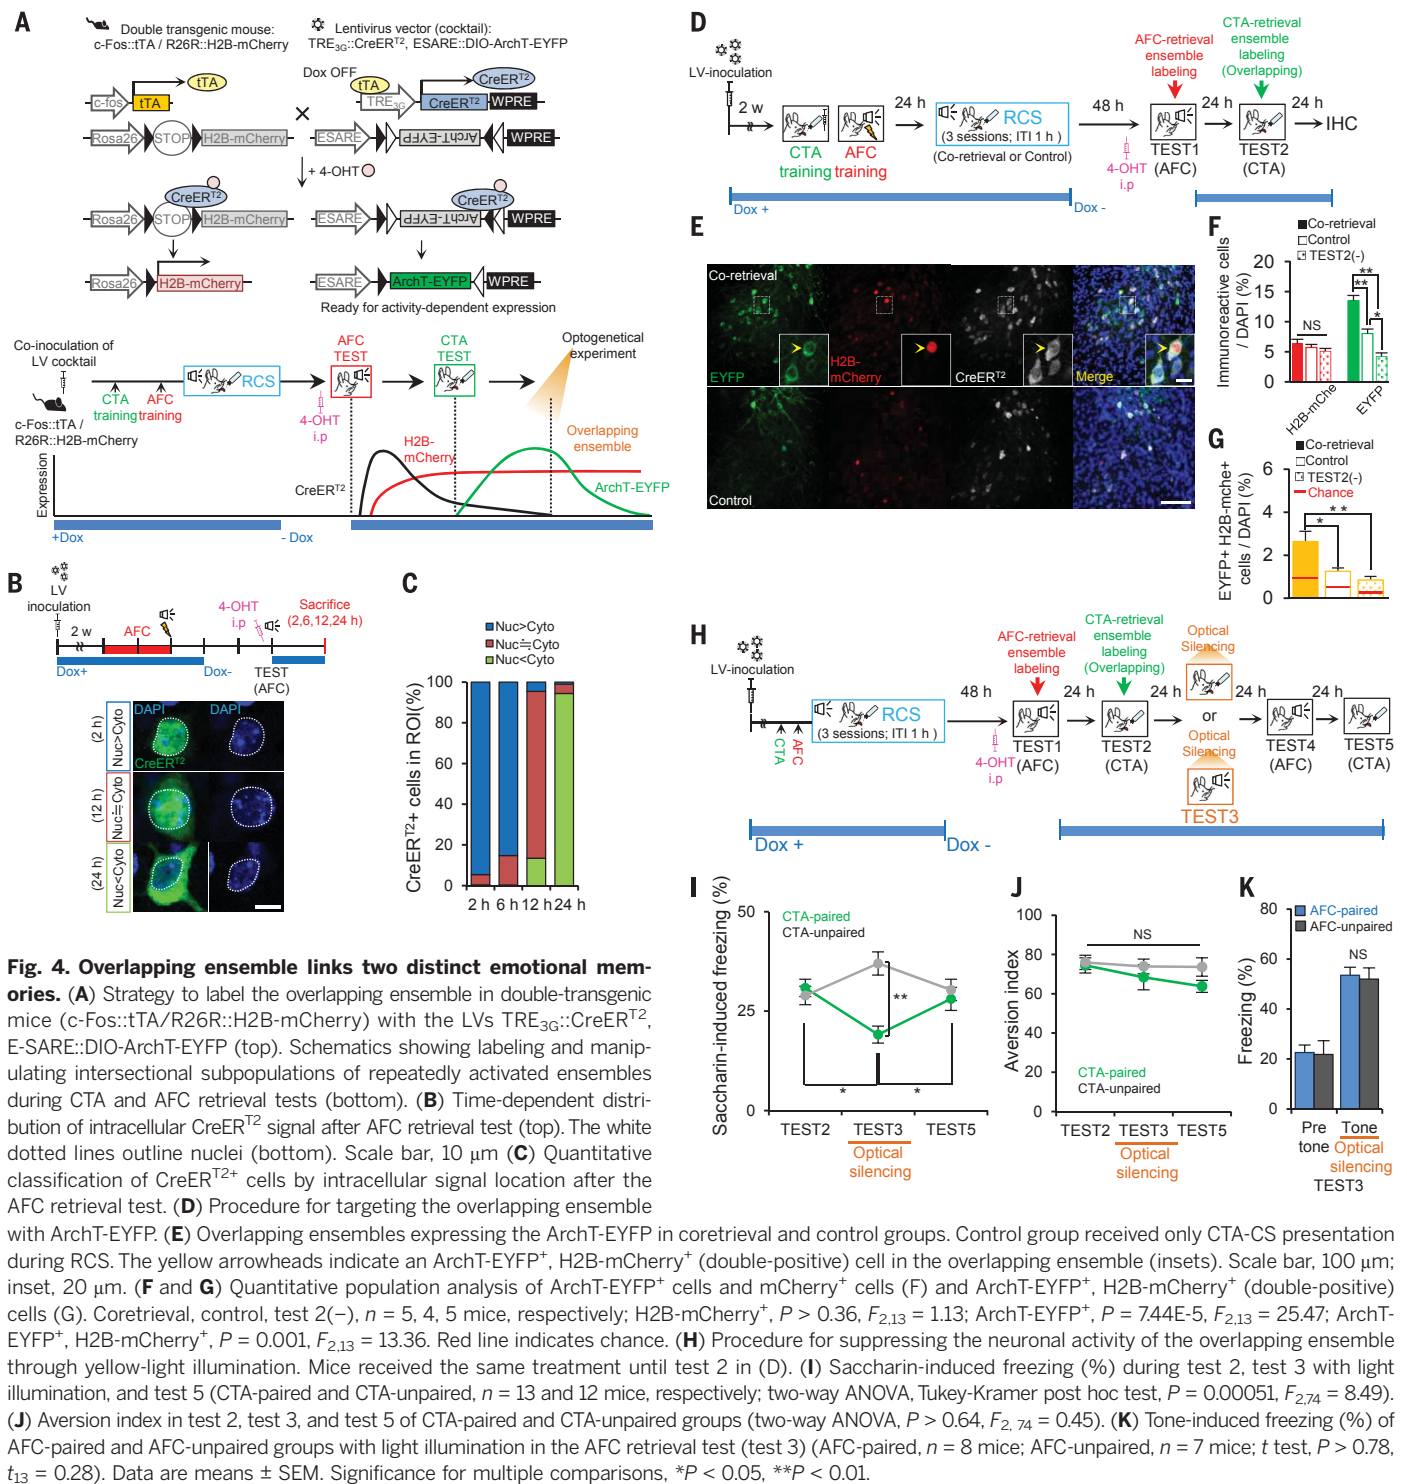 A
Double transgenic mouse:
c-Fos::tTA / R26R::H2B-mCherry
Lentivirus vector (cocktail):
TRE3G::CreERT2, ESARE::DIO-ArchT-EYFP
Dox OFF
tTA
c-fos
tTA
tTA
TRE3G
CreERT2
CreERT2
WPRE
Rosa26
STOP
H2B-mCherry
×
ESARE
ArchT-EYFP
WPRE
+ 4-OHT
CreERT2
Rosa26
STOP
H2B-mCherry
CreERT2
ESARE
ArchT-EYFP
WPRE
Rosa26
H2B-mCherry
ESARE
ArchT-EYFP
WPRE
Ready for activity-dependent expression
Co-inoculation of
LV cocktail
c-Fos::tTA /
R26R::H2B-mCherry
CTA
training
AFC
training
RCS
AFC
TEST
4-OHT
i.p
CTA
TEST
Optogenetical
experiment
Overlapping
ensemble
Expression
CreERT2
H2B-
mCherry
ArchT-EYFP
+Dox
- Dox
B
LV
inoculation
2 w
AFC
4-OHT
i.p
Sacrifice
(2,6,12,24 h)
Dox+
Dox-
TEST
(AFC)
(2 h)
Nuc>Cyto
DAPI
CreERT2
DAPI
(12 h)
Nuc≒Cyto
(24 h)
Nuc<Cyto
C
Nuc>Cyto
Nuc≒Cyto
Nuc<Cyto
CreERT2+ cells in ROI(%)
100
80
60
40
20
0
2 h 6 h 12 h 24 h
D
LV-inoculation
2 w
CTA
training
AFC
training
24 h
RCS
(3 sessions; ITI 1 h )
(Co-retrieval or Control)
48 h
4-OHT
i.p
AFC-retrieval
ensemble
labeling
TEST1
(AFC)
24 h
CTA-retrieval
ensemble
labeling
(Overlapping)
TEST2
(CTA)
24 h
IHC
Dox +
Dox -
E
Co-retrieval
EYFP
H2B-
mCherry
CreERT2
Merge
Control
F
Co-retrieval
Control
TEST2(-)
Immunoreactive cells
/ DAPI (%)
20
15
10
5
0
NS
**
**
*
H2B-mChe
EYFP
G
Co-retrieval
Control
TEST2(-)
Chance
EYFP+ H2B-mche+
cells / DAPI (%)
6
4
2
0
* *
*
H
LV-inoculation
CTA
AFC
RCS
(3 sessions; ITI 1 h )
48 h
4-OHT
i.p
AFC-retrieval
ensemble
labeling
TEST1
(AFC)
24 h
CTA-retrieval
ensemble
labeling
(Overlapping)
TEST2
(CTA)
24 h
Optical
Silencing
or
Optical
Silencing
TEST3
24 h
TEST4
(AFC)
24 h
TEST5
(CTA)
Dox +
Dox -
I
Saccharin-induced freezing (%)
50
25
0
CTA-paired
CTA-unpaired
**
*
*
TEST2 TEST3 TEST5
Optical
silencing
J
Aversion index
100
80
60
40
20
0
NS
CTA-paired
CTA-unpaired
TEST2 TEST3 TEST5
Optical
silencing
K
Freezing (%)
80
60
40
20
0
AFC-paired
AFC-unpaired
NS
Pre
tone
Tone
Optical
silencing
TEST3
Fig. 4. Overlapping ensemble links two distinct emotional mem-
ories. (A) Strategy to label the overlapping ensemble in double-transgenic
mice (c-Fos::tTA/R26R::H2B-mCherry) with the LVs TRE3G::CreERT2,
E-SARE::DIO-ArchT-EYFP (top). Schematics showing labeling and manip-
ulating intersectional subpopulations of repeatedly activated ensembles
during CTA and AFC retrieval tests (bottom). (B) Time-dependent distri-
bution of intracellular CreERT2 signal after AFC retrieval test (top). The white
dotted lines outline nuclei (bottom). Scale bar, 10 μm (C) Quantitative
classification of CreERT2+ cells by intracellular signal location after the
AFC retrieval test. (D) Procedure for targeting the overlapping ensemble
with ArchT-EYFP. (E) Overlapping ensembles expressing the ArchT-EYFP in coretrieval and control groups. Control group received only CTA-CS presentation
during RCS. The yellow arrowheads indicate an ArchT-EYFP+, H2B-mCherry+ (double-positive) cell in the overlapping ensemble (insets). Scale bar, 100 μm;
inset, 20 μm. (F and G) Quantitative population analysis of ArchT-EYFP+ cells and mCherry+ cells (F) and ArchT-EYFP+, H2B-mCherry+ (double-positive)
cells (G). Coretrieval, control, test 2(−), n = 5, 4, 5 mice, respectively; H2B-mCherry+, P > 0.36, F2,13 = 1.13; ArchT-EYFP+, P = 7.44E-5, F2,13 = 25.47; ArchT-
EYFP+, H2B-mCherry+, P = 0.001, F2,13 = 13.36. Red line indicates chance. (H) Procedure for suppressing the neuronal activity of the overlapping ensemble
through yellow-light illumination. Mice received the same treatment until test 2 in (D). (I) Saccharin-induced freezing (%) during test 2, test 3 with light
illumination, and test 5 (CTA-paired and CTA-unpaired, n = 13 and 12 mice, respectively; two-way ANOVA, Tukey-Kramer post hoc test, P = 0.00051, F2,74 = 8.49).
(J) Aversion index in test 2, test 3, and test 5 of CTA-paired and CTA-unpaired groups (two-way ANOVA, P > 0.64, F2, 74 = 0.45). (K) Tone-induced freezing (%) of
AFC-paired and AFC-unpaired groups with light illumination in the AFC retrieval test (test 3) (AFC-paired, n = 8 mice; AFC-unpaired, n = 7 mice; t test, P > 0.78,
t13 = 0.28). Data are means ± SEM. Significance for multiple comparisons, *P < 0.05, **P < 0.01.